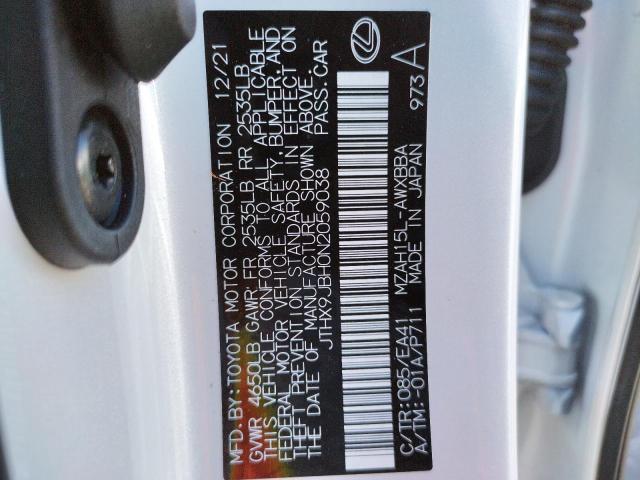 MFD. BY: TOYOTA MOTOR CORPORATION 12/21
GVWR 4650LB GAWR FR 2535LB RR 2535LB
THIS VEHICLE CONFORMS TO ALL APPLICABLE
FEDERAL MOTOR VEHICLE SAFETY, BUMPER, AND
THEFT PREVENTION STANDARDS IN EFFECT ON
THE DATE OF MANUFACTURE SHOWN ABOVE.
JTHX9JBH0N2059038 PASS. CAR
C/TR: 085/EA41 MZAH15L-AWXBBA 973 A
A/TM: -01A/P711 MADE IN JAPAN